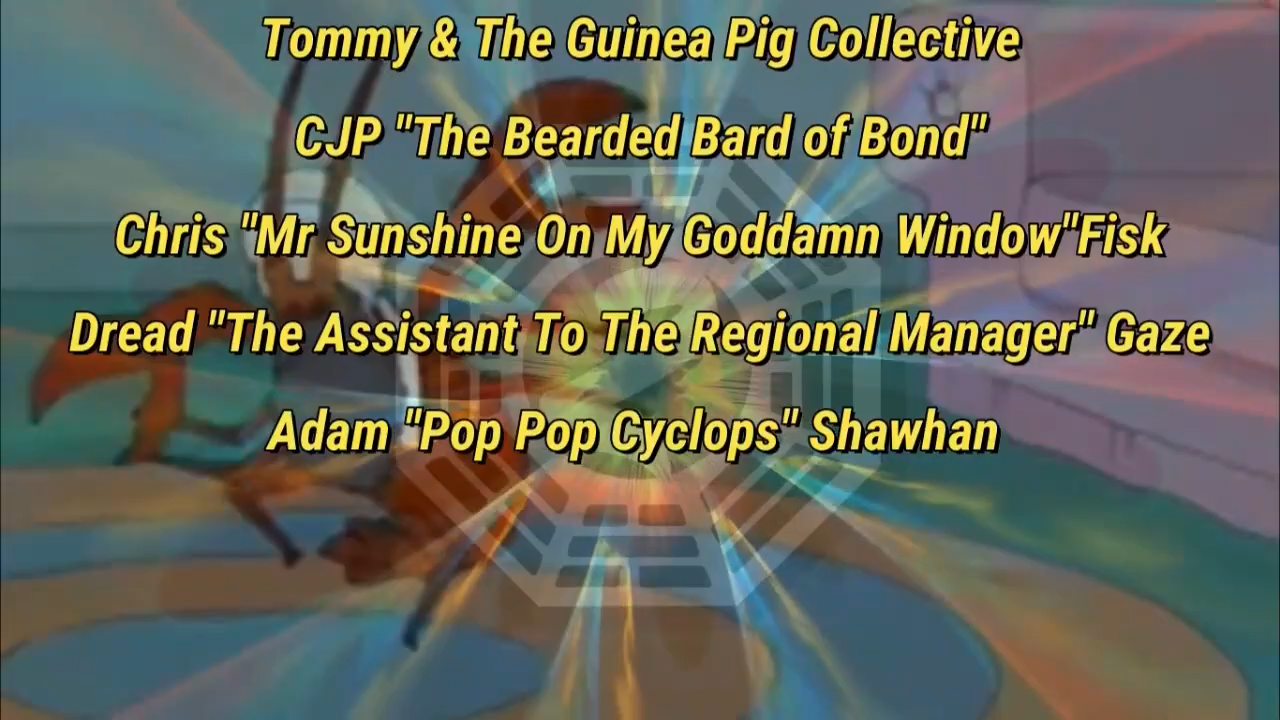 Tommy & The Guinea Pig Collective
CJP "The Bearded Bard of Bond"
Chris "Mr Sunshine On My Goddamn Window"Fisk
Dread "The Assistant To The Regional Manager" Gaze
Adam "Pop Pop Cyclops" Shawhan